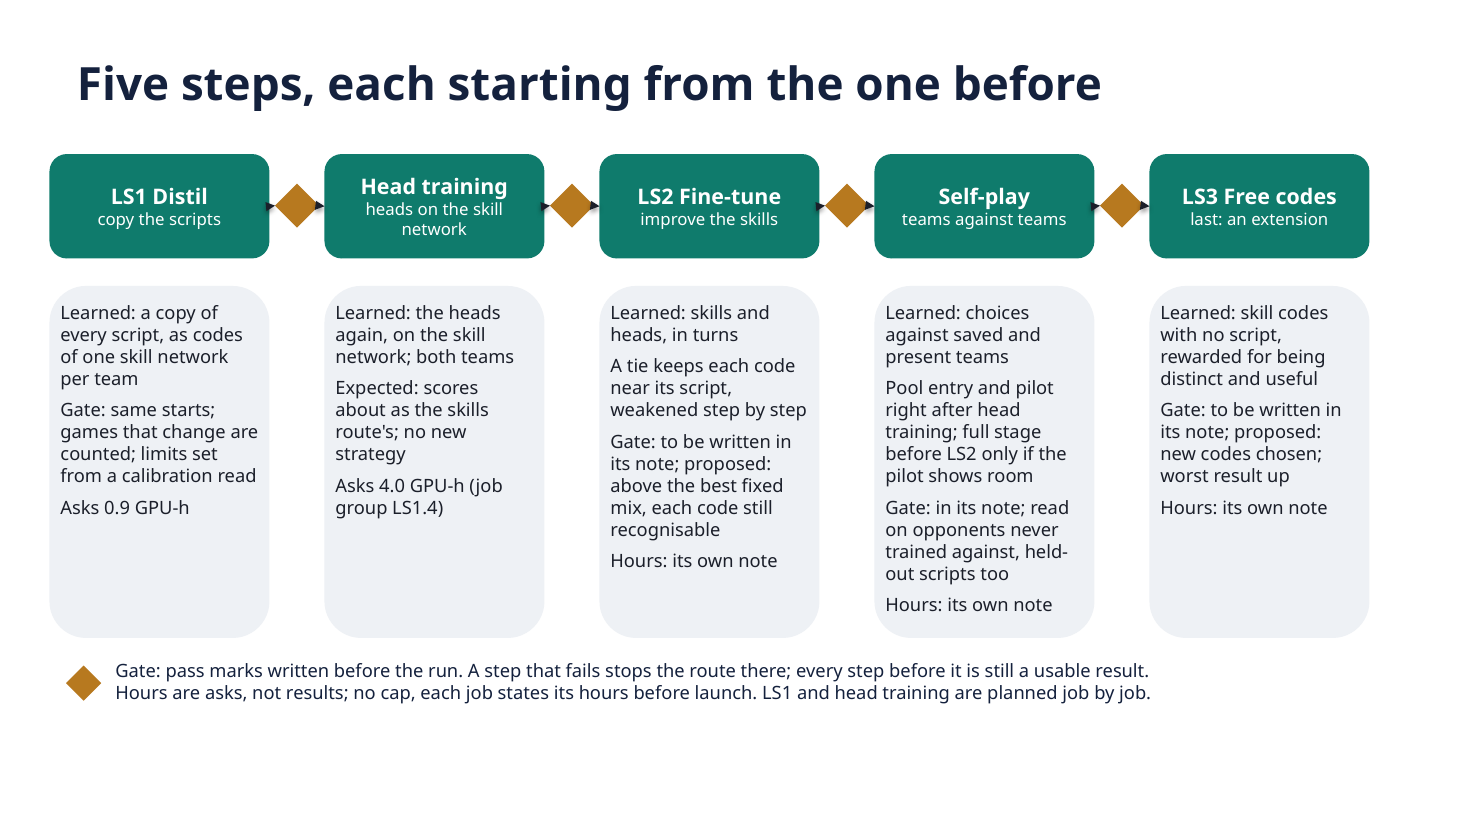 Five steps, each starting from the one before
LS1 Distil
copy the scripts
Head training
heads on the skill
network
LS2 Fine-tune
improve the skills
Self-play
teams against teams
LS3 Free codes
last: an extension
Learned: a copy of
every script, as codes
of one skill network
per team
Gate: same starts;
games that change are
counted; limits set
from a calibration read
Asks 0.9 GPU-h
Learned: the heads
again, on the skill
network; both teams
Expected: scores
about as the skills
route's; no new
strategy
Asks 4.0 GPU-h (job
group LS1.4)
Learned: skills and
heads, in turns
A tie keeps each code
near its script,
weakened step by step
Gate: to be written in
its note; proposed:
above the best fixed
mix, each code still
recognisable
Hours: its own note
Learned: choices
against saved and
present teams
Pool entry and pilot
right after head
training; full stage
before LS2 only if the
pilot shows room
Gate: in its note; read
on opponents never
trained against, held-
out scripts too
Hours: its own note
Learned: skill codes
with no script,
rewarded for being
distinct and useful
Gate: to be written in
its note; proposed:
new codes chosen;
worst result up
Hours: its own note
Gate: pass marks written before the run. A step that fails stops the route there; every step before it is still a usable result.
Hours are asks, not results; no cap, each job states its hours before launch. LS1 and head training are planned job by job.